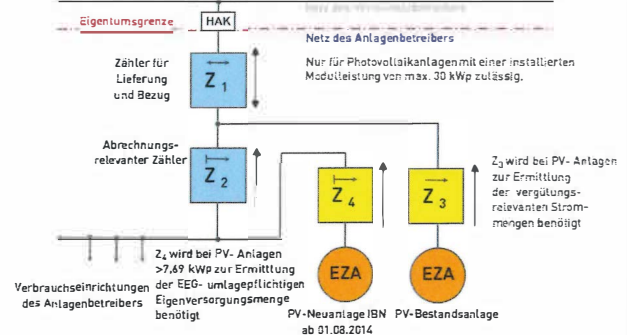 Eigentumsgrenze
HAK
Netz des Anlagenbetreibers
Nur für Photovoltaikanlagen mit einer installierten
Modulleistung von max. 30 kWp zulässig.
Zähler für
Lieferung
und Bezug
Z1
Abrechnungs-
relevanter Zähler
Z2
Z4
Z3
Z3 wird bei PV- Anlagen
zur Ermittlung
der vergütungs-
relevanten Strom-
mengen benötigt
Verbrauchseinrichtungen
des Anlagenbetreibers
Z4 wird bei PV- Anlagen
>7,69 kWp zur Ermittlung
der EEG- umlagepflichtigen
Eigenversorgungsmenge
benötigt
EZA
EZA
PV-Neuanlage IBN
ab 01.08.2014
PV-Bestandsanlage